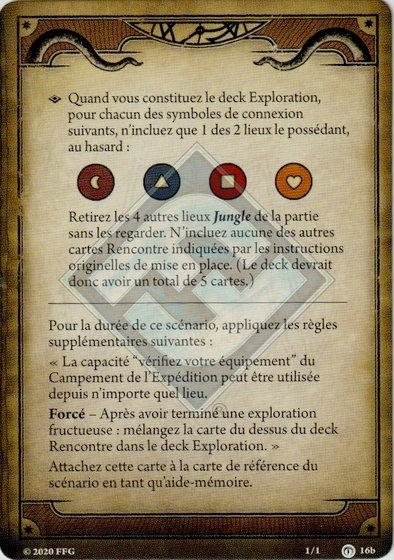 Quand vous constituez le deck Exploration,
pour chacun des symboles de connexion
suivants, n'incluez que 1 des 2 lieux le possédant,
au hasard :
Retirez les 4 autres lieux Jungle de la partie
sans les regarder. N'incluez aucune des autres
cartes Rencontre indiquées par les instructions
originelles de mise en place. (Le deck devrait
donc avoir un total de 5 cartes.)
Pour la durée de ce scénario, appliquez les règles
supplémentaires suivantes :
« La capacité “vérifiez votre équipement” du
Campement de l'Expédition peut être utilisée
depuis n'importe quel lieu.
Forcé – Après avoir terminé une exploration
fructueuse : mélangez la carte du dessus du deck
Rencontre dans le deck Exploration. »
Attachez cette carte à la carte de référence du
scénario en tant qu'aide-mémoire.
© 2020 FFG 1/1 16b